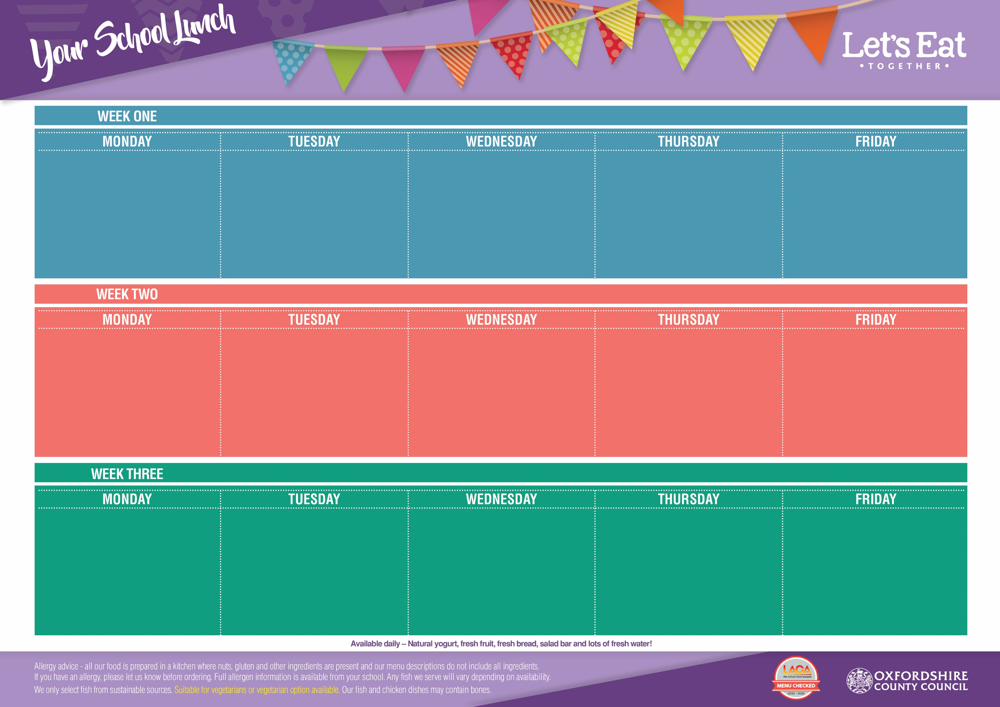 Your School Lunch
Let's Eat
• TOGETHER •
WEEK ONE
MONDAY TUESDAY WEDNESDAY THURSDAY FRIDAY
WEEK TWO
MONDAY TUESDAY WEDNESDAY THURSDAY FRIDAY
WEEK THREE
MONDAY TUESDAY WEDNESDAY THURSDAY FRIDAY
Available daily – Natural yogurt, fresh fruit, fresh bread, salad bar and lots of fresh water!
Allergy advice - all our food is prepared in a kitchen where nuts, gluten and other ingredients are present and our menu descriptions do not include all ingredients.
If you have an allergy, please let us know before ordering. Full allergen information is available from your school. Any fish we serve will vary depending on availability.
We only select fish from sustainable sources. Suitable for vegetarians or vegetarian option available. Our fish and chicken dishes may contain bones.
LACA
the school food people
MENU CHECKED
2022 - 2023
OXFORDSHIRE
COUNTY COUNCIL